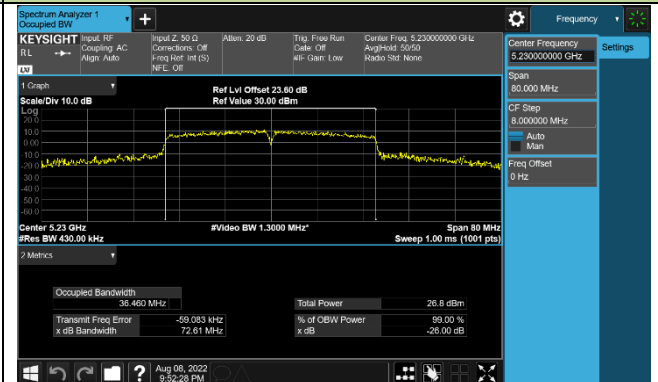 Spectrum Analyzer 1
Occupied BW
Frequency
KEYSIGHT
RL
LXI
Input: RF
Coupling: AC
Align: Auto
Input Z: 50 Ω
Corrections: Off
Freq Ref: Int (S)
NFE: Off
Atten: 20 dB
Trig: Free Run
Gate: Off
#IF Gain: Low
Center Freq: 5.230000000 GHz
Avg|Hold: 50/50
Radio Std: None
Center Frequency
5.230000000 GHz
Settings
Span
80.000 MHz
CF Step
8.000000 MHz
Auto
Man
Freq Offset
0 Hz
1 Graph
Scale/Div 10.0 dB
Ref Lvl Offset 23.60 dB
Ref Value 30.00 dBm
Log
20.0
10.0
0.00
-10.0
-20.0
-30.0
-40.0
-50.0
-60.0
Center 5.23 GHz
#Video BW 1.3000 MHz*
Span 80 MHz
#Res BW 430.00 kHz
Sweep 1.00 ms (1001 pts)
2 Metrics
Occupied Bandwidth
36.460 MHz
Total Power 26.8 dBm
Transmit Freq Error -59.083 kHz
% of OBW Power 99.00 %
x dB Bandwidth 72.61 MHz
x dB -26.00 dB
?
Aug 08, 2022
9:52:28 PM